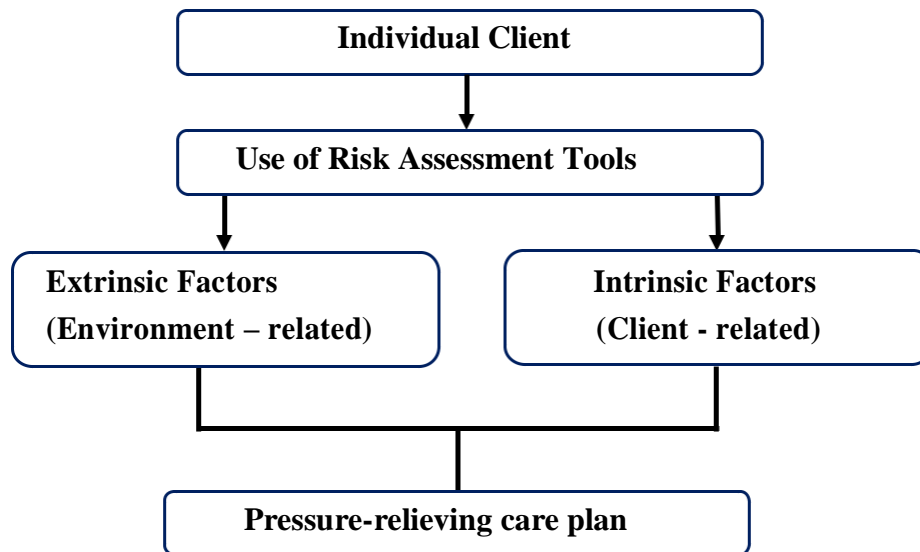 Individual Client
Use of Risk Assessment Tools
Extrinsic Factors
(Environment – related)
Intrinsic Factors
(Client - related)
Pressure-relieving care plan